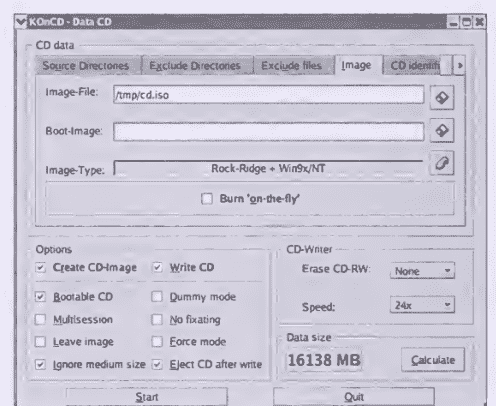 KOnCD - Data CD
CD data
Source Directories Exclude Directories Exclude files Image CD identifi
Image-File: /tmp/cd.iso
Boot-Image:
Image-Type: Rock-Ridge + Win9x/NT
Burn 'on-the-fly'
Options
Create CD-Image Write CD
Bootable CD Dummy mode
Multisession No fixating
Leave image Force mode
Ignore medium size Eject CD after write
CD-Writer
Erase CD-RW: None
Speed: 24x
Data size
16138 MB Calculate
Start Quit